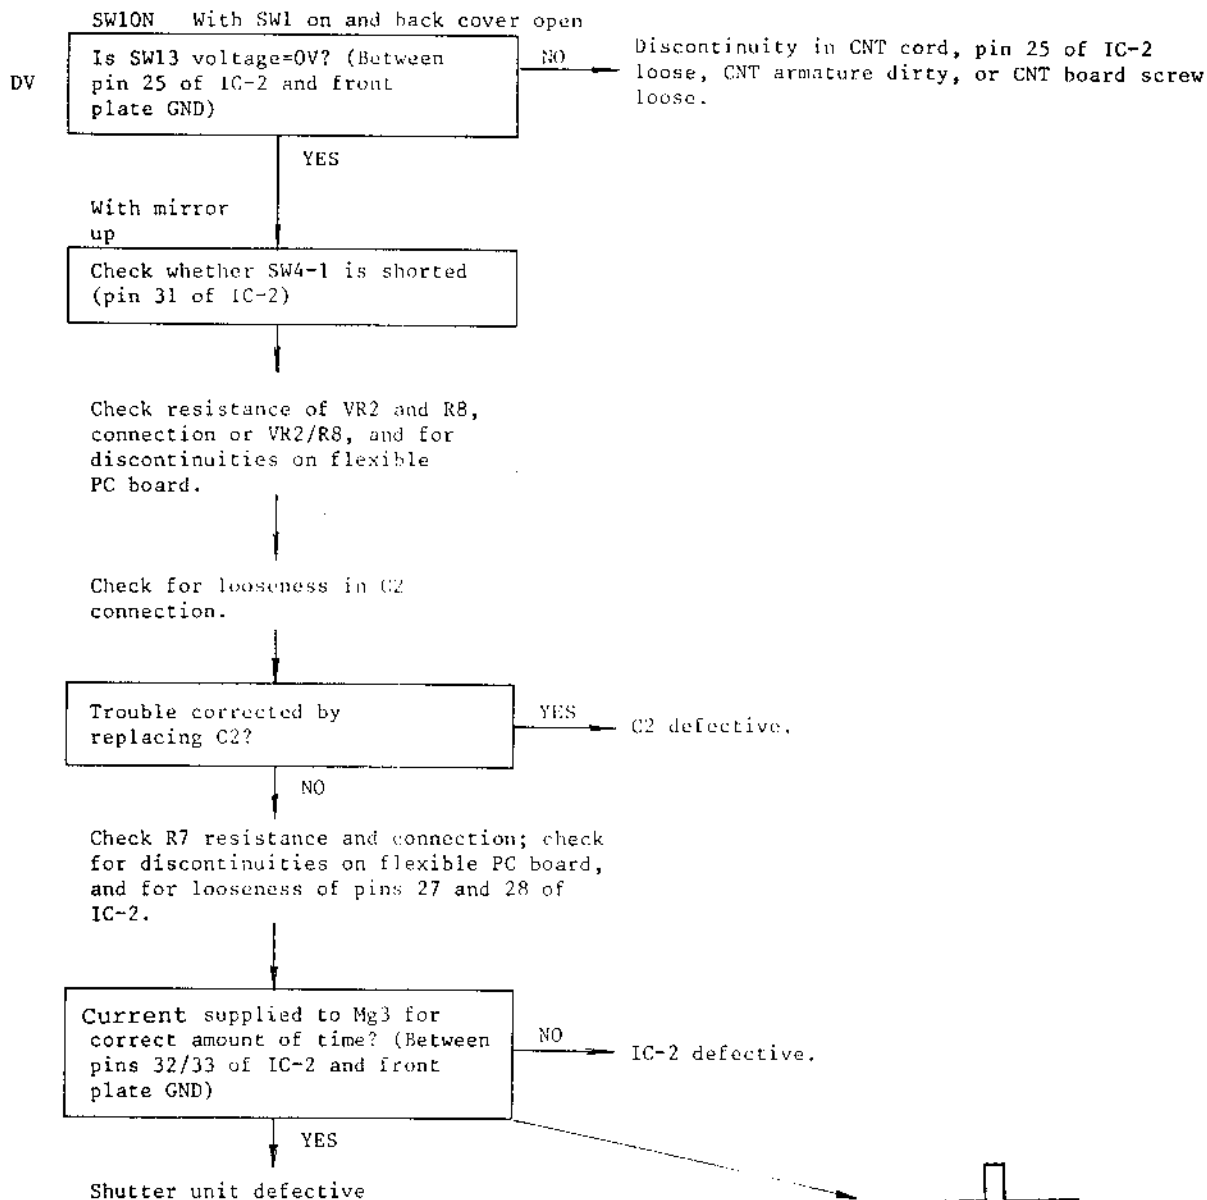 SW1ON With SW1 on and back cover open
DV
Is SW13 voltage=0V? (Between
pin 25 of IC-2 and front
plate GND)
NO
Discontinuity in CNT cord, pin 25 of IC-2
loose, CNT armature dirty, or CNT board screw
loose.
YES
With mirror
up
Check whether SW4-1 is shorted
(pin 31 of IC-2)
Check resistance of VR2 and R8,
connection or VR2/R8, and for
discontinuities on flexible
PC board.
Check for looseness in C2
connection.
Trouble corrected by
replacing C2?
YES
C2 defective.
NO
Check R7 resistance and connection; check
for discontinuities on flexible PC board,
and for looseness of pins 27 and 28 of
IC-2.
Current supplied to Mg3 for
correct amount of time? (Between
pins 32/33 of IC-2 and front
plate GND)
NO
IC-2 defective.
YES
Shutter unit defective